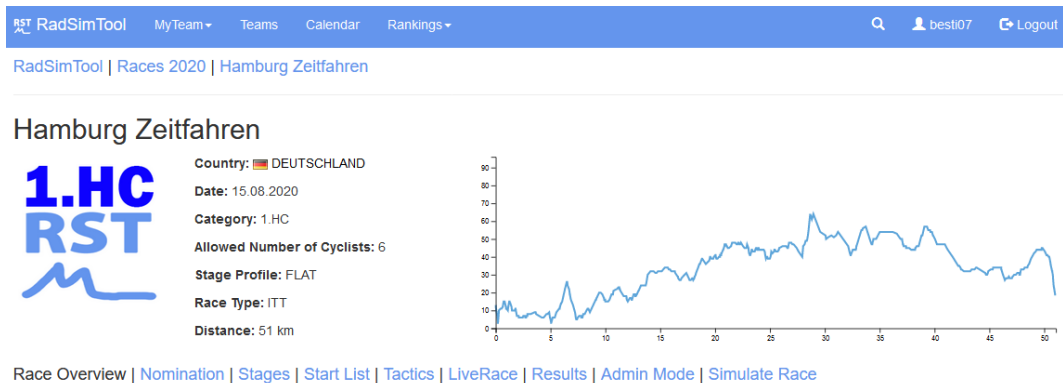 RST RadSimTool MyTeam Teams Calendar Rankings besti07 Logout
RadSimTool | Races 2020 | Hamburg Zeitfahren
Hamburg Zeitfahren
1.HC
RST
Country: DEUTSCHLAND
Date: 15.08.2020
Category: 1.HC
Allowed Number of Cyclists: 6
Stage Profile: FLAT
Race Type: ITT
Distance: 51 km
90
80
70
60
50
40
30
20
10
0
0 5 10 15 20 25 30 35 40 45 50
Race Overview | Nomination | Stages | Start List | Tactics | LiveRace | Results | Admin Mode | Simulate Race